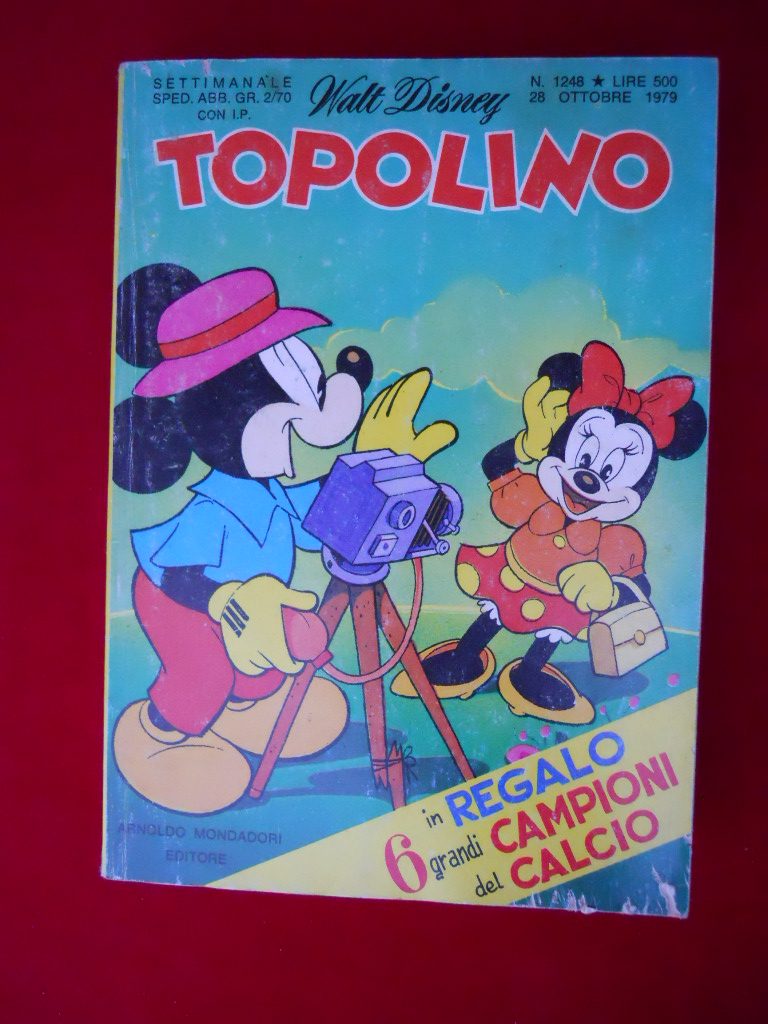 SETTIMANALE
SPED. ABB. GR. 2/70
CON I.P.
Walt Disney
N. 1248 ★ LIRE 500
28 OTTOBRE 1979
TOPOLINO
in REGALO
6 grandi CAMPIONI
del CALCIO
ARNOLDO MONDADORI
EDITORE